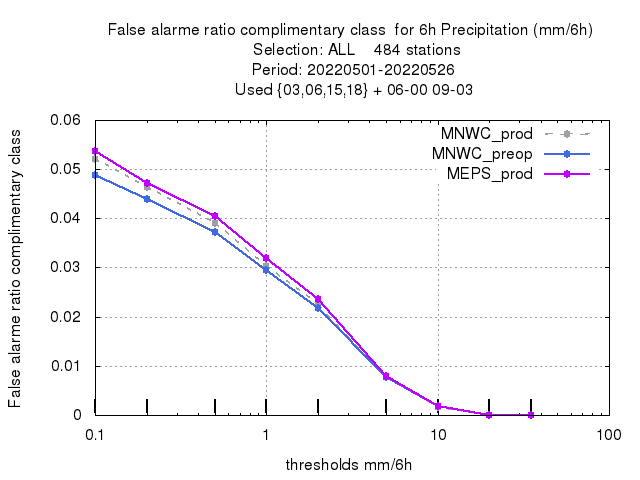 False alarme ratio complimentary class  for 6h Precipitation (mm/6h)
Selection: ALL    484 stations
Period: 20220501-20220526
Used {03,06,15,18} + 06-00 09-03
MNWC_prod
MNWC_preop
MEPS_prod
False alarme ratio complimentary class
0.06
0.05
0.04
0.03
0.02
0.01
0
0.1 1 10 100
thresholds mm/6h